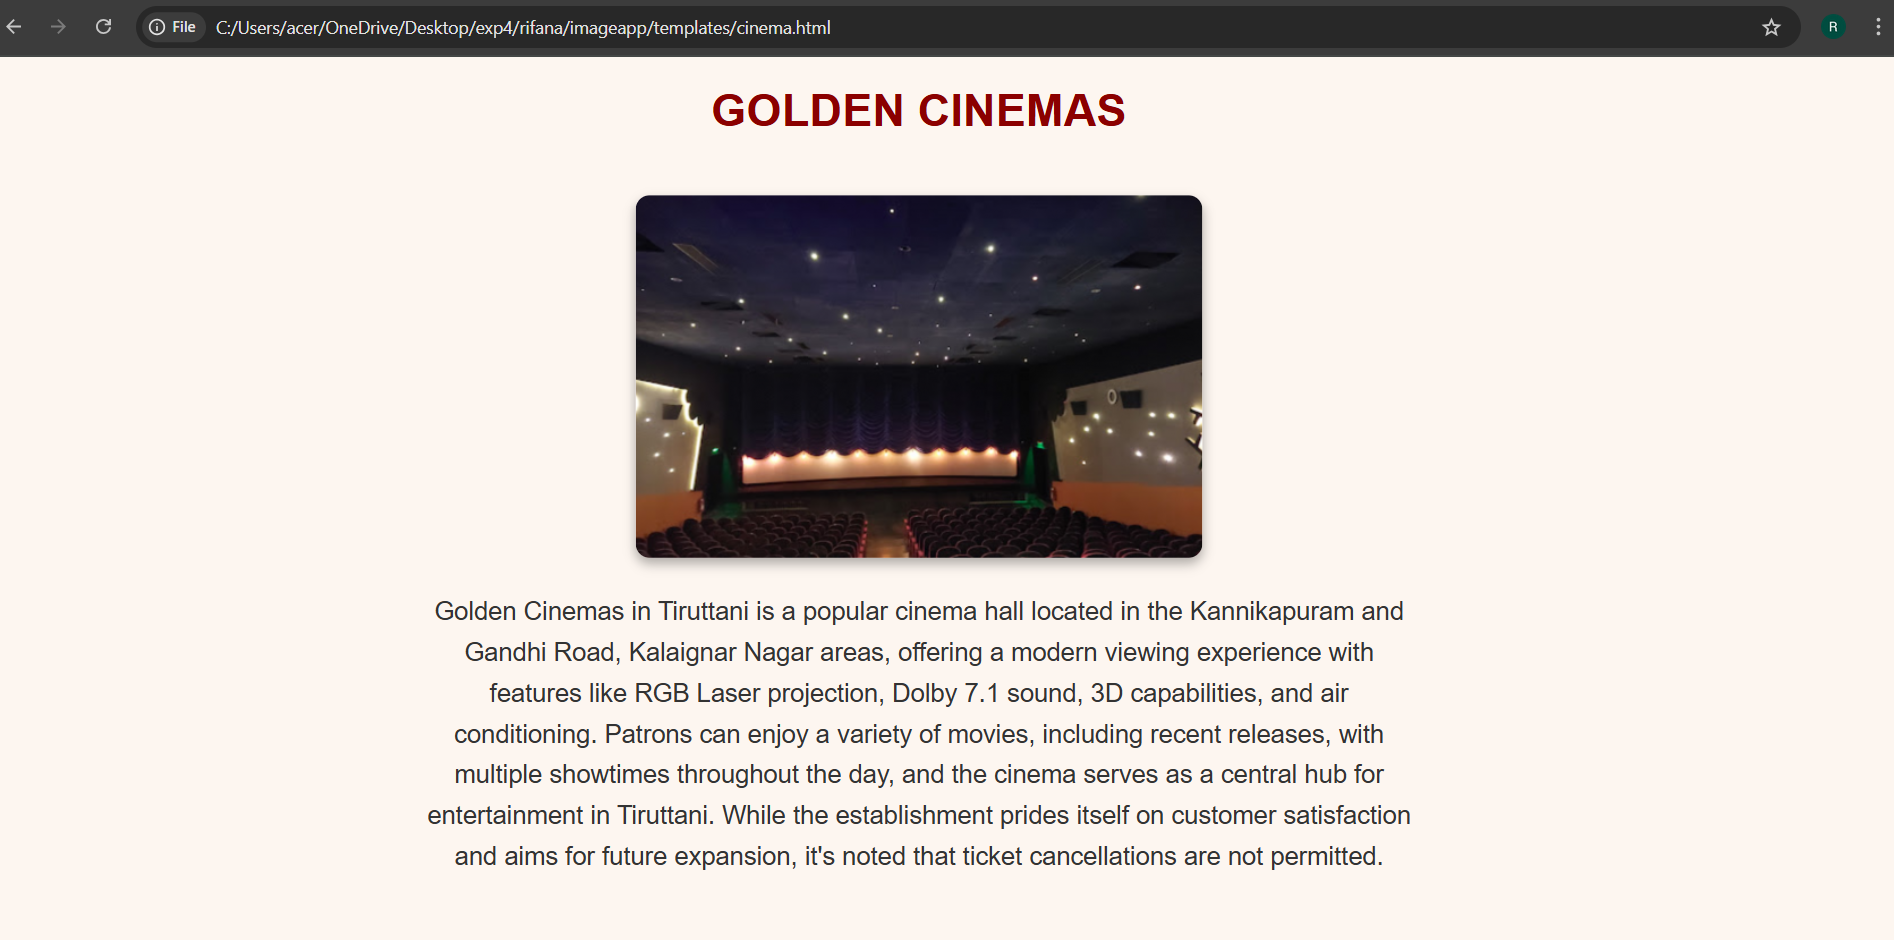 File
C:/Users/acer/OneDrive/Desktop/exp4/rifana/imageapp/templates/cinema.html
R
GOLDEN CINEMAS
Golden Cinemas in Tiruttani is a popular cinema hall located in the Kannikapuram and
Gandhi Road, Kalaignar Nagar areas, offering a modern viewing experience with
features like RGB Laser projection, Dolby 7.1 sound, 3D capabilities, and air
conditioning. Patrons can enjoy a variety of movies, including recent releases, with
multiple showtimes throughout the day, and the cinema serves as a central hub for
entertainment in Tiruttani. While the establishment prides itself on customer satisfaction
and aims for future expansion, it's noted that ticket cancellations are not permitted.